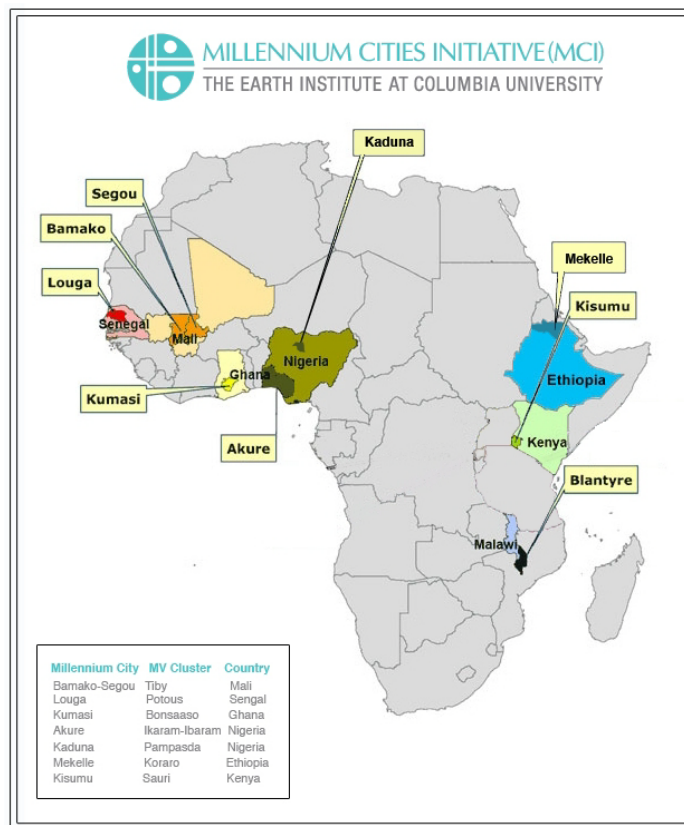 MILLENNIUM CITIES INITIATIVE (MCI)
THE EARTH INSTITUTE AT COLUMBIA UNIVERSITY
Kaduna
Segou
Bamako
Louga
Mekelle
Kisumu
Senegal
Mali
Nigeria
Ghana
Ethiopia
Kumasi
Akure
Kenya
Blantyre
Malawi
Millennium City MV Cluster Country
Bamako-Segou Tiby Mali
Louga Potous Sengal
Kumasi Bonsaaso Ghana
Akure Ikaram-Ibaram Nigeria
Kaduna Pampasda Nigeria
Mekelle Koraro Ethiopia
Kisumu Sauri Kenya